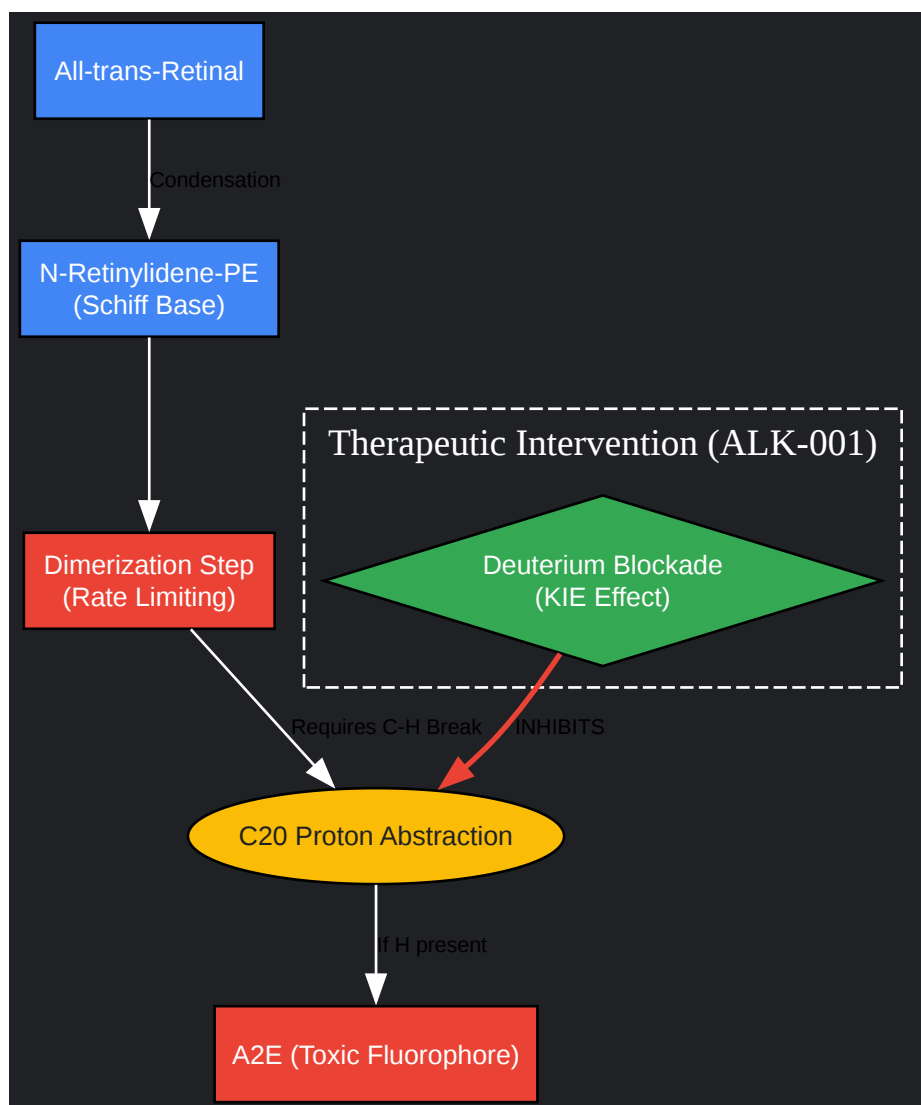 All-trans-Retinal
Condensation
N-Retinylidene-PE
(Schiff Base)
Therapeutic Intervention (ALK-001)
Dimerization Step
(Rate Limiting)
Deuterium Blockade
(KIE Effect)
Requires C-H Break
INHIBITS
C20 Proton Abstraction
If H present
A2E (Toxic Fluorophore)